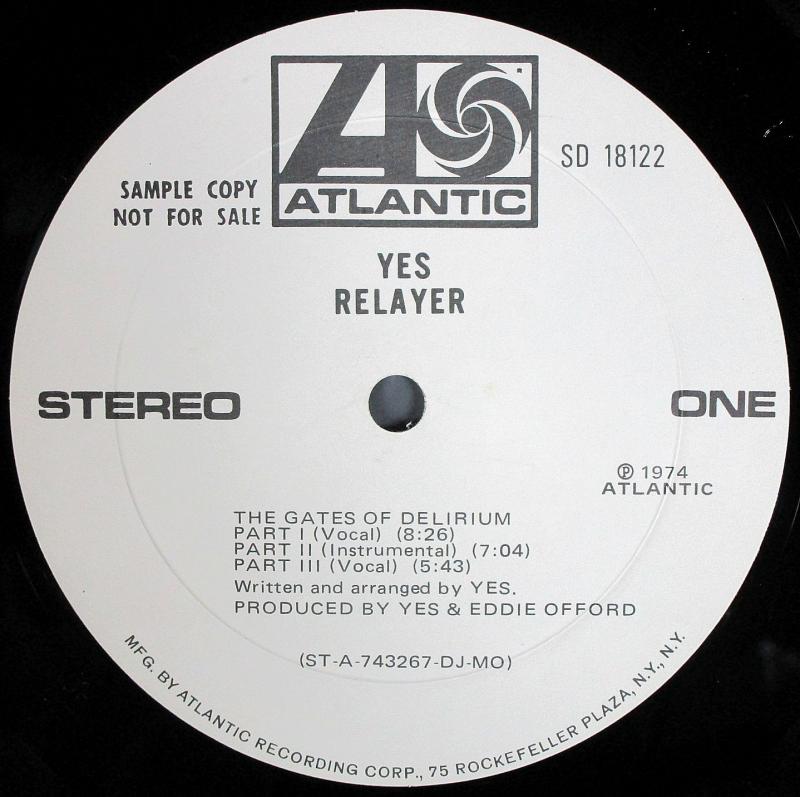 SD 18122
SAMPLE COPY
NOT FOR SALE
ATLANTIC
YES
RELAYER
STEREO
ONE
℗ 1974
ATLANTIC
THE GATES OF DELIRIUM
PART I (Vocal) (8:26)
PART II (Instrumental) (7:04)
PART III (Vocal) (5:43)
Written and arranged by YES.
PRODUCED BY YES & EDDIE OFFORD
(ST-A-743267-DJ-MO)
MFG. BY ATLANTIC RECORDING CORP., 75 ROCKEFELLER PLAZA, N.Y., N.Y.